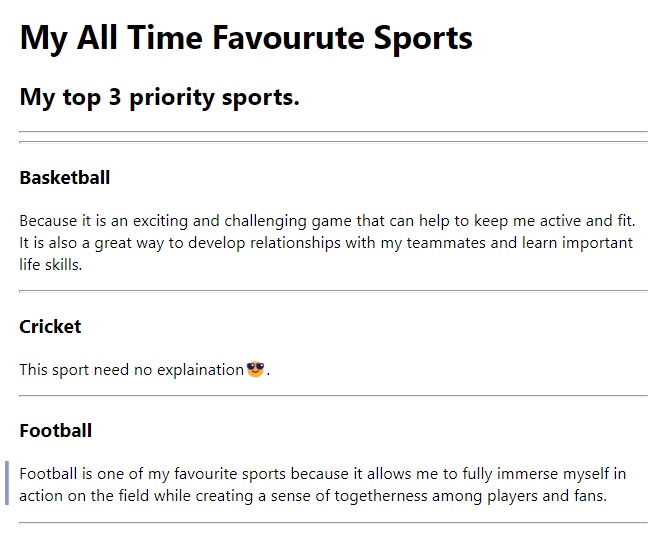 My All Time Favourute Sports
My top 3 priority sports.
Basketball
Because it is an exciting and challenging game that can help to keep me active and fit.
It is also a great way to develop relationships with my teammates and learn important
life skills.
Cricket
This sport need no explaination😎.
Football
Football is one of my favourite sports because it allows me to fully immerse myself in
action on the field while creating a sense of togetherness among players and fans.